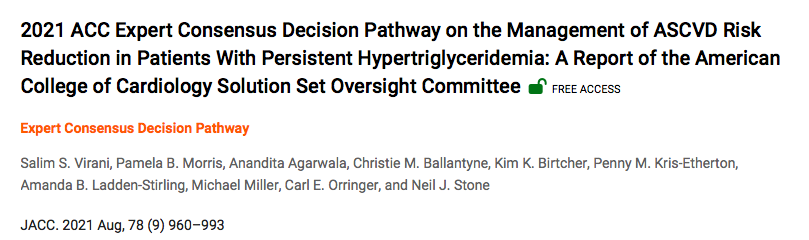 2021 ACC Expert Consensus Decision Pathway on the Management of ASCVD Risk
Reduction in Patients With Persistent Hypertriglyceridemia: A Report of the American
College of Cardiology Solution Set Oversight Committee FREE ACCESS
Expert Consensus Decision Pathway
Salim S. Virani, Pamela B. Morris, Anandita Agarwala, Christie M. Ballantyne, Kim K. Birtcher, Penny M. Kris-Etherton,
Amanda B. Ladden-Stirling, Michael Miller, Carl E. Orringer, and Neil J. Stone
JACC. 2021 Aug, 78 (9) 960–993